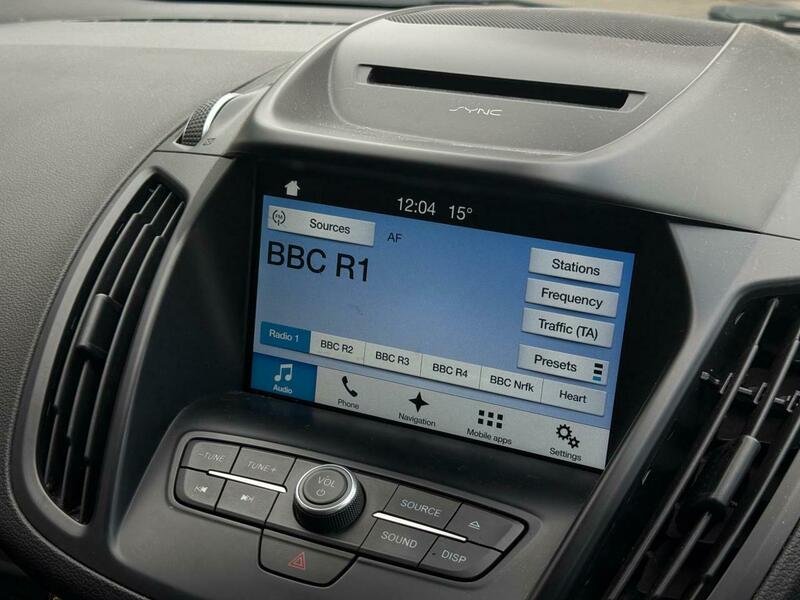 SYNC
12:04 15°
FM Sources AF
BBC R1
Stations
Frequency
Traffic (TA)
Presets
Radio 1 BBC R2 BBC R3 BBC R4 BBC Nrfk Heart
Audio Phone Navigation Mobile apps Settings
–TUNE TUNE+
VOL
SOURCE
SOUND DISP